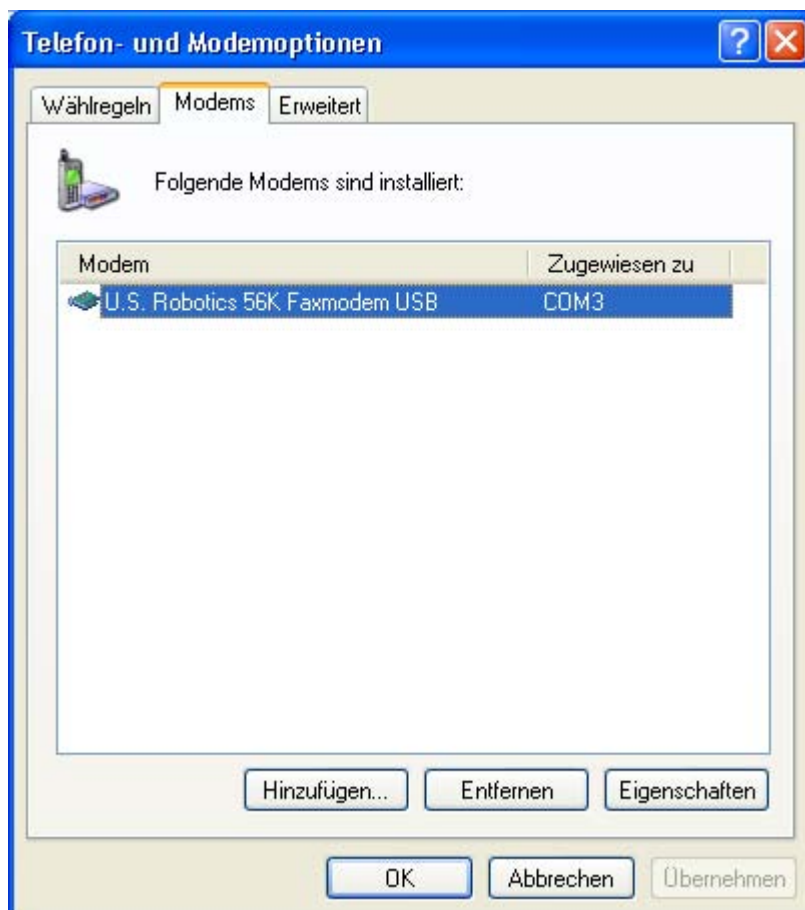 Telefon- und Modemoptionen
Wählregeln Modems Erweitert
Folgende Modems sind installiert:
Modem Zugewiesen zu
U.S. Robotics 56K Faxmodem USB COM3
Hinzufügen... Entfernen Eigenschaften
OK Abbrechen Übernehmen